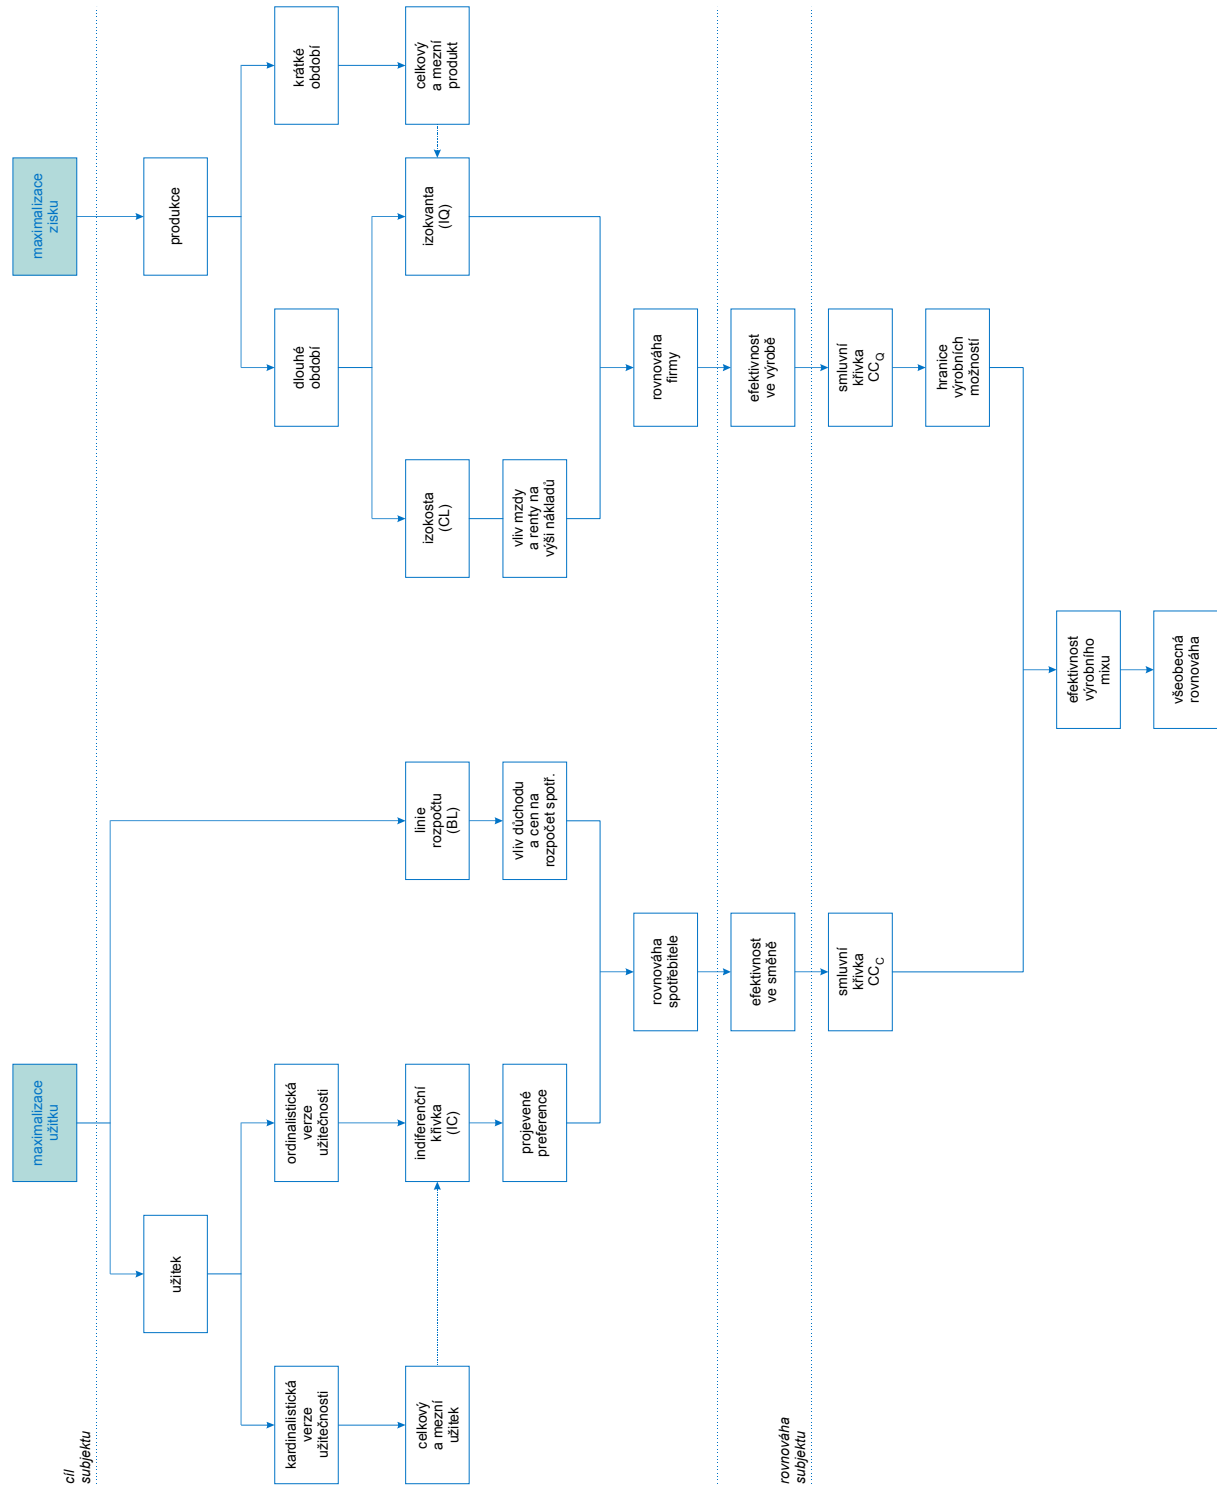 cíl
subjektu
maximalizace
užitku
maximalizace
zisku
užitek
produkce
kardinalistická
verze
užitečnosti
ordinalistická
verze
užitečnosti
dlouhé
období
krátké
období
celkový
a mezní
užitek
indiferenční
křivka
(IC)
linie
rozpočtu
(BL)
izokosta
(CL)
izokvanta
(IQ)
celkový
a mezní
produkt
projevené
preference
vliv důchodu
a cen na
rozpočet spotř.
vliv mzdy
a renty na
výši nákladů
rovnováha
spotřebitele
rovnováha
firmy
rovnováha
subjektu
efektivnost
ve směně
efektivnost
ve výrobě
smluvní
křivka
CC_C
smluvní
křivka
CC_Q
hranice
výrobních
možností
efektivnost
výrobního
mixu
všeobecná
rovnováha